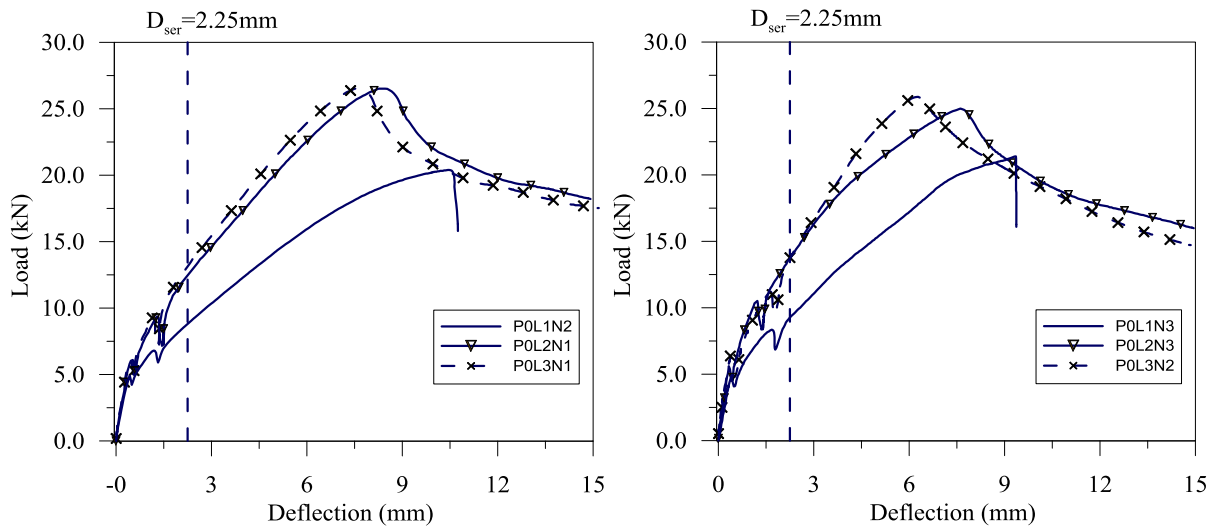 D_ser=2.25mm
30.0
25.0
20.0
15.0
10.0
5.0
0.0
Load (kN)
P0L1N2
P0L2N1
P0L3N1
-0 3 6 9 12 15
Deflection (mm)
D_ser=2.25mm
30.0
25.0
20.0
15.0
10.0
5.0
0.0
Load (kN)
P0L1N3
P0L2N3
P0L3N2
0 3 6 9 12 15
Deflection (mm)